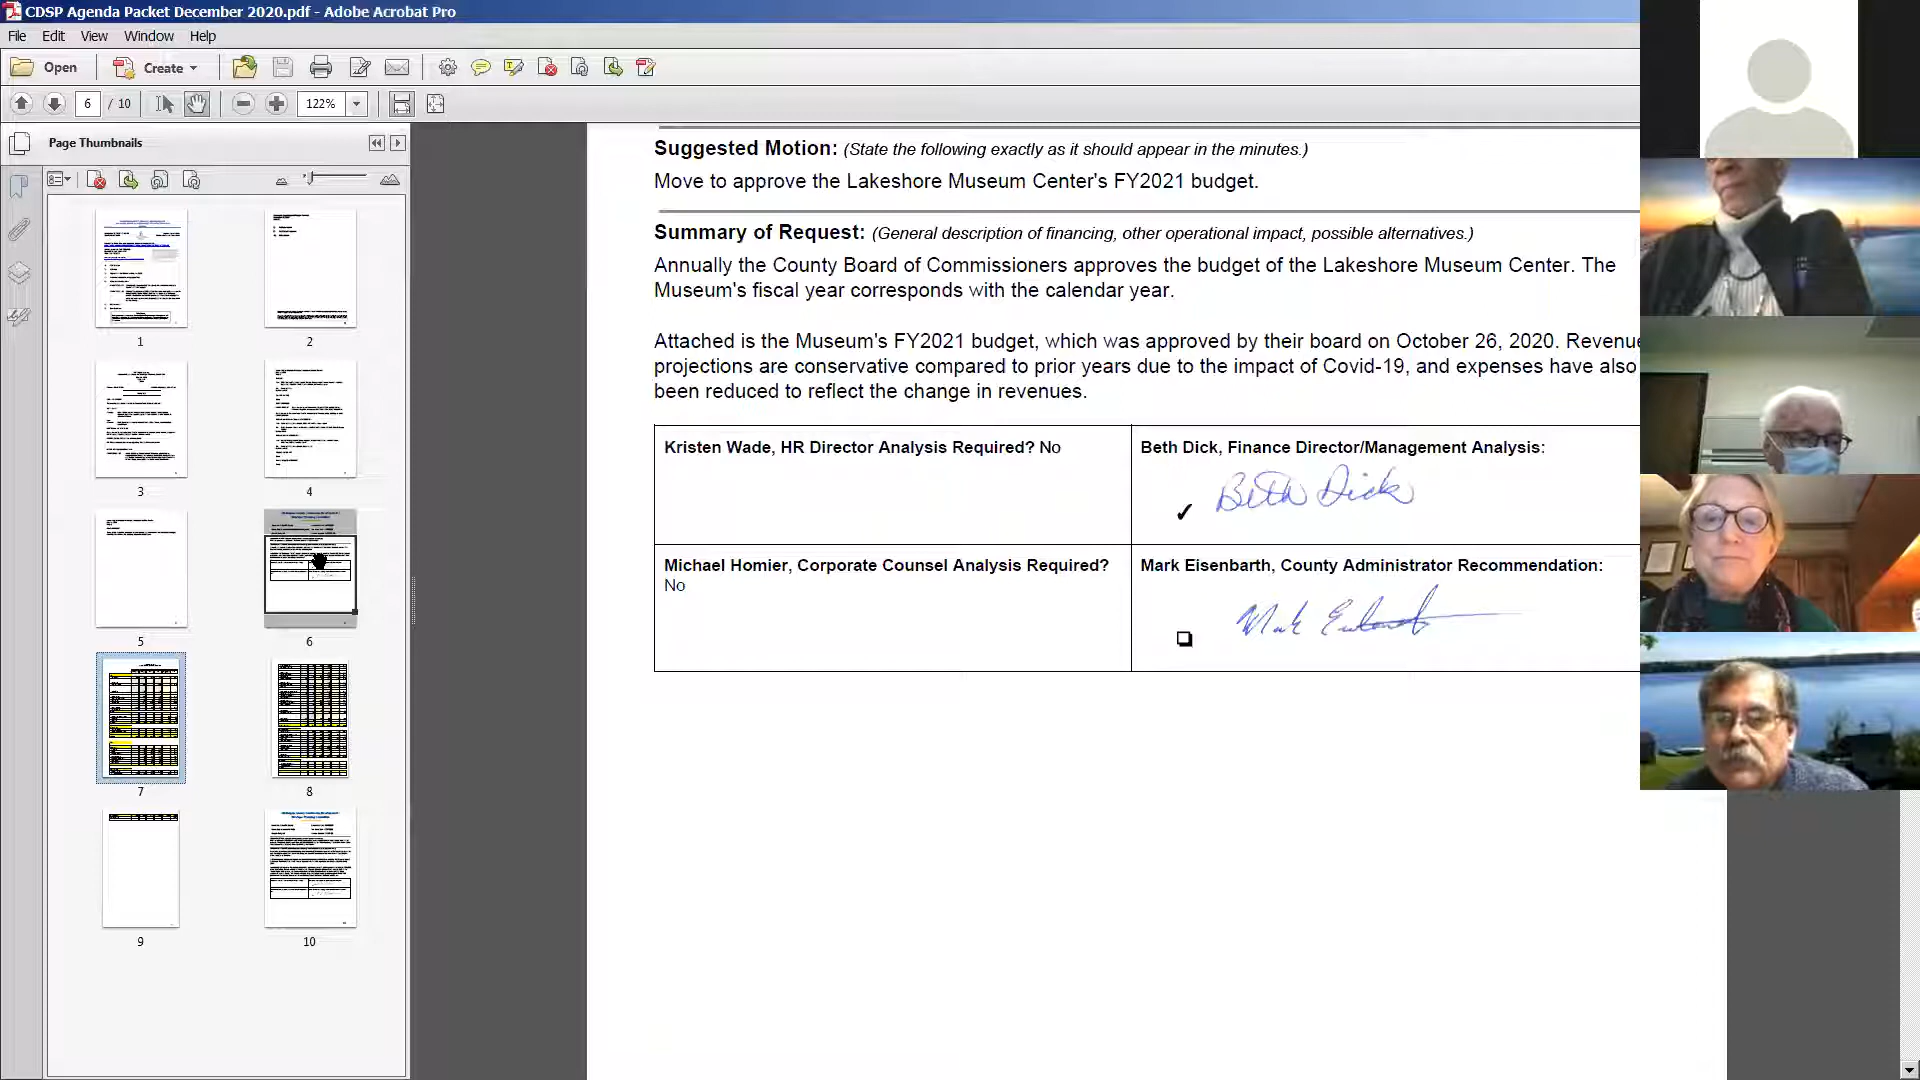 CDSP Agenda Packet December 2020.pdf - Adobe Acrobat Pro
File Edit View Window Help
Open Create
6 / 10 122%
Page Thumbnails
1 2
3 4
5 6
7 8
9 10
Suggested Motion: (State the following exactly as it should appear in the minutes.)
Move to approve the Lakeshore Museum Center's FY2021 budget.
Summary of Request: (General description of financing, other operational impact, possible alternatives.)
Annually the County Board of Commissioners approves the budget of the Lakeshore Museum Center. The
Museum's fiscal year corresponds with the calendar year.
Attached is the Museum's FY2021 budget, which was approved by their board on October 26, 2020. Revenue
projections are conservative compared to prior years due to the impact of Covid-19, and expenses have also
been reduced to reflect the change in revenues.
Kristen Wade, HR Director Analysis Required? No
Beth Dick, Finance Director/Management Analysis:
Beth Dick
Michael Homier, Corporate Counsel Analysis Required?
No
Mark Eisenbarth, County Administrator Recommendation: